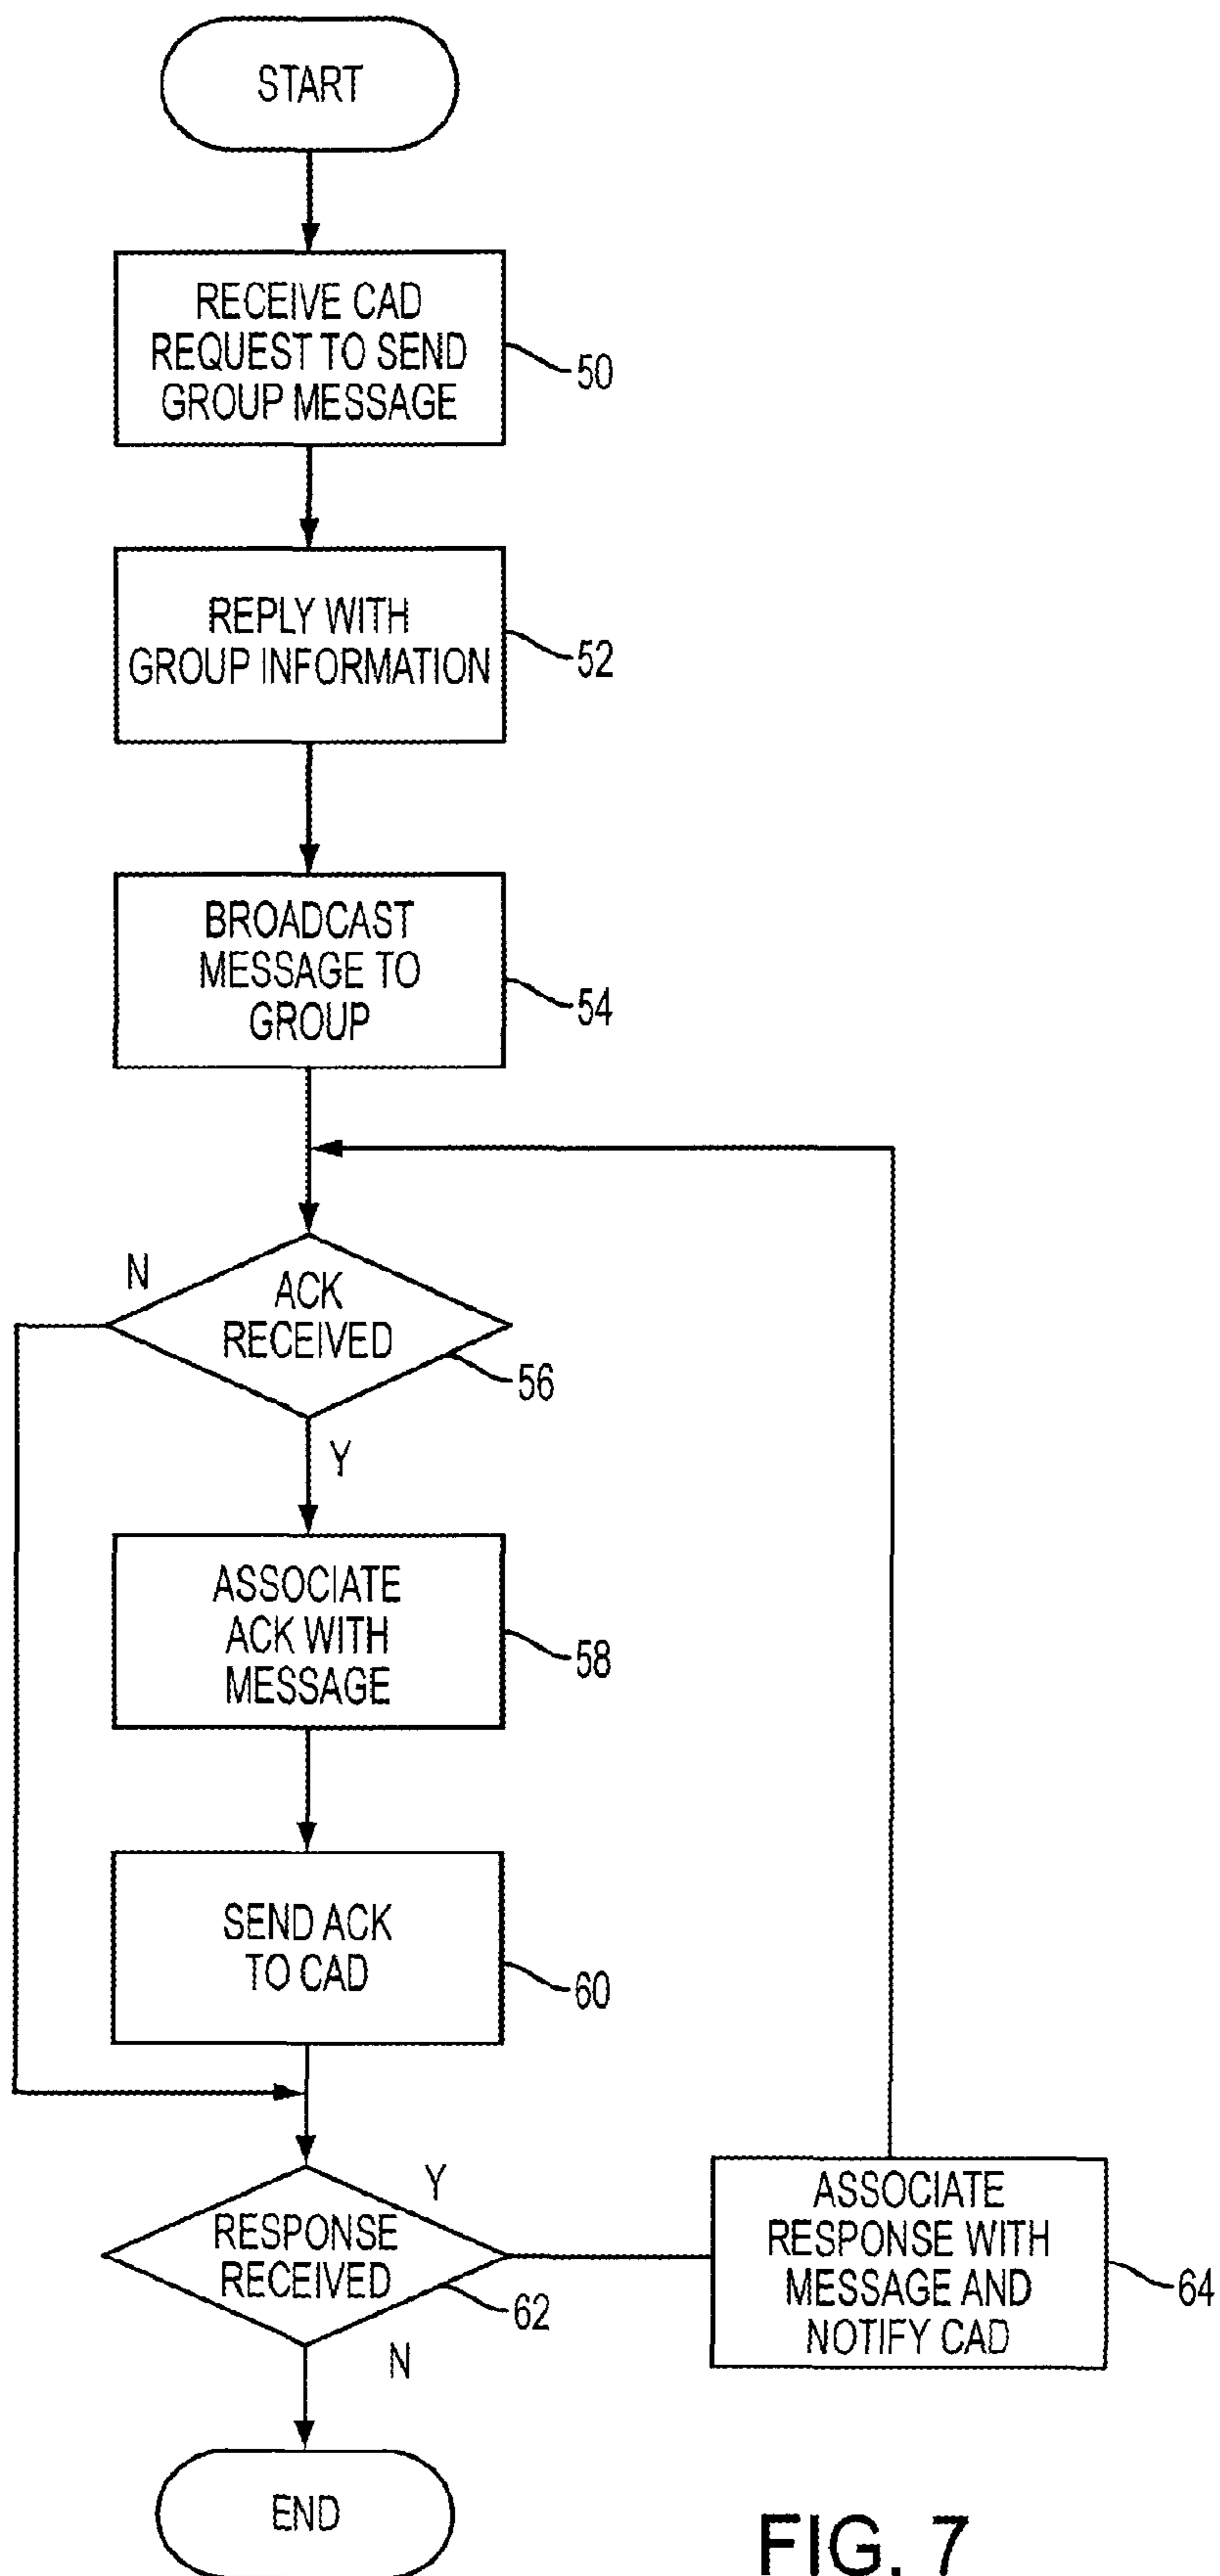 START
RECEIVE CAD
REQUEST TO SEND
GROUP MESSAGE
50
REPLY WITH
GROUP INFORMATION
52
BROADCAST
MESSAGE TO
GROUP
54
N
ACK
RECEIVED
56
Y
ASSOCIATE
ACK WITH
MESSAGE
58
SEND ACK
TO CAD
60
Y
RESPONSE
RECEIVED
62
N
ASSOCIATE
RESPONSE WITH
MESSAGE AND
NOTIFY CAD
64
END
FIG. 7